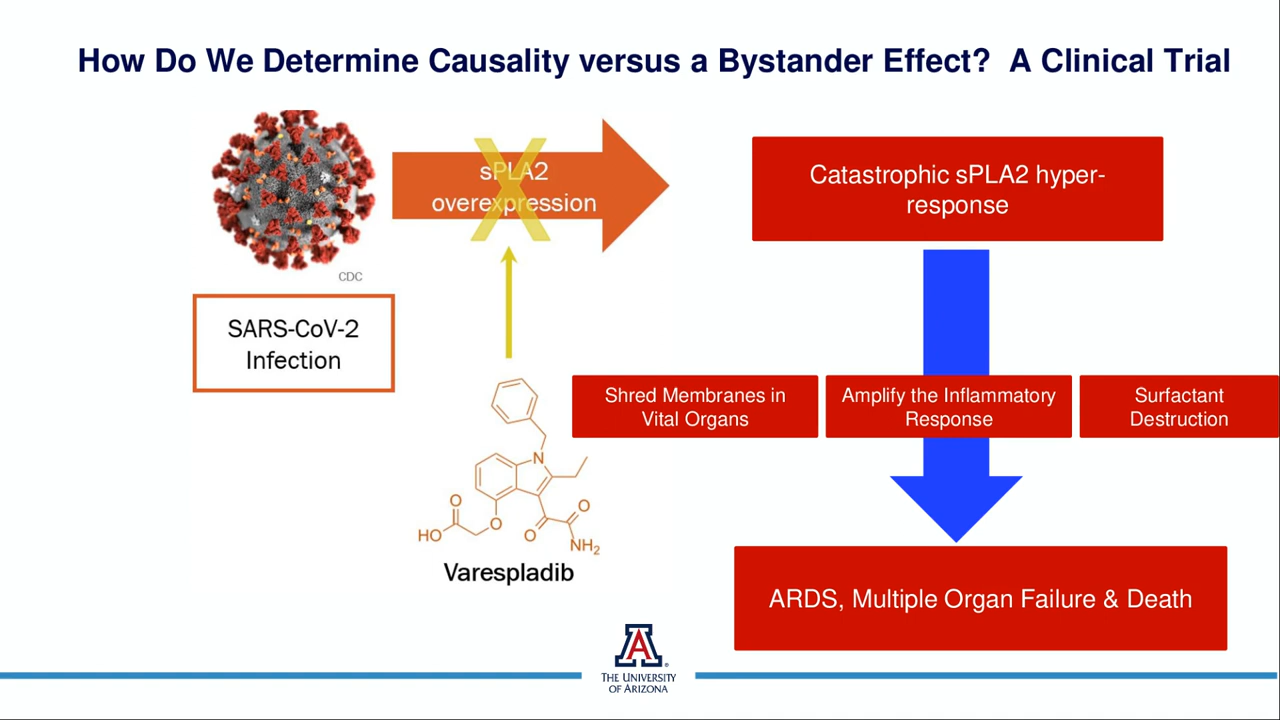 How Do We Determine Causality versus a Bystander Effect?  A Clinical Trial
sPLA2
overexpression
Catastrophic sPLA2 hyper-
response
CDC
SARS-CoV-2
Infection
Shred Membranes in
Vital Organs
Amplify the Inflammatory
Response
Surfactant
Destruction
N
O
HO
O
O
O
NH2
Varespladib
ARDS, Multiple Organ Failure & Death
A
THE UNIVERSITY
OF ARIZONA